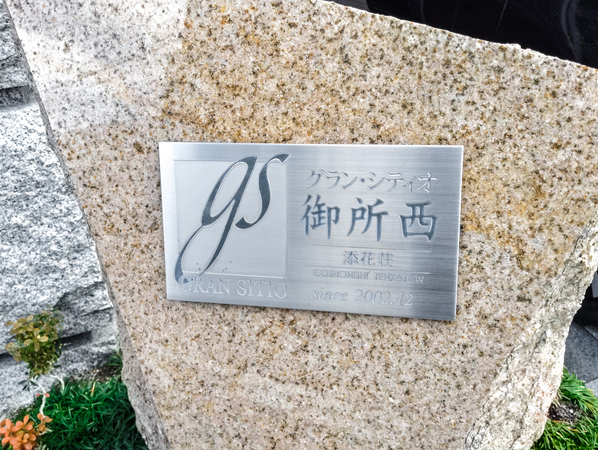 gs
GRAN SITIO
グラン・シティオ
御所西
添花荘
GOSHONISHI TENKASOW
since 2002.12